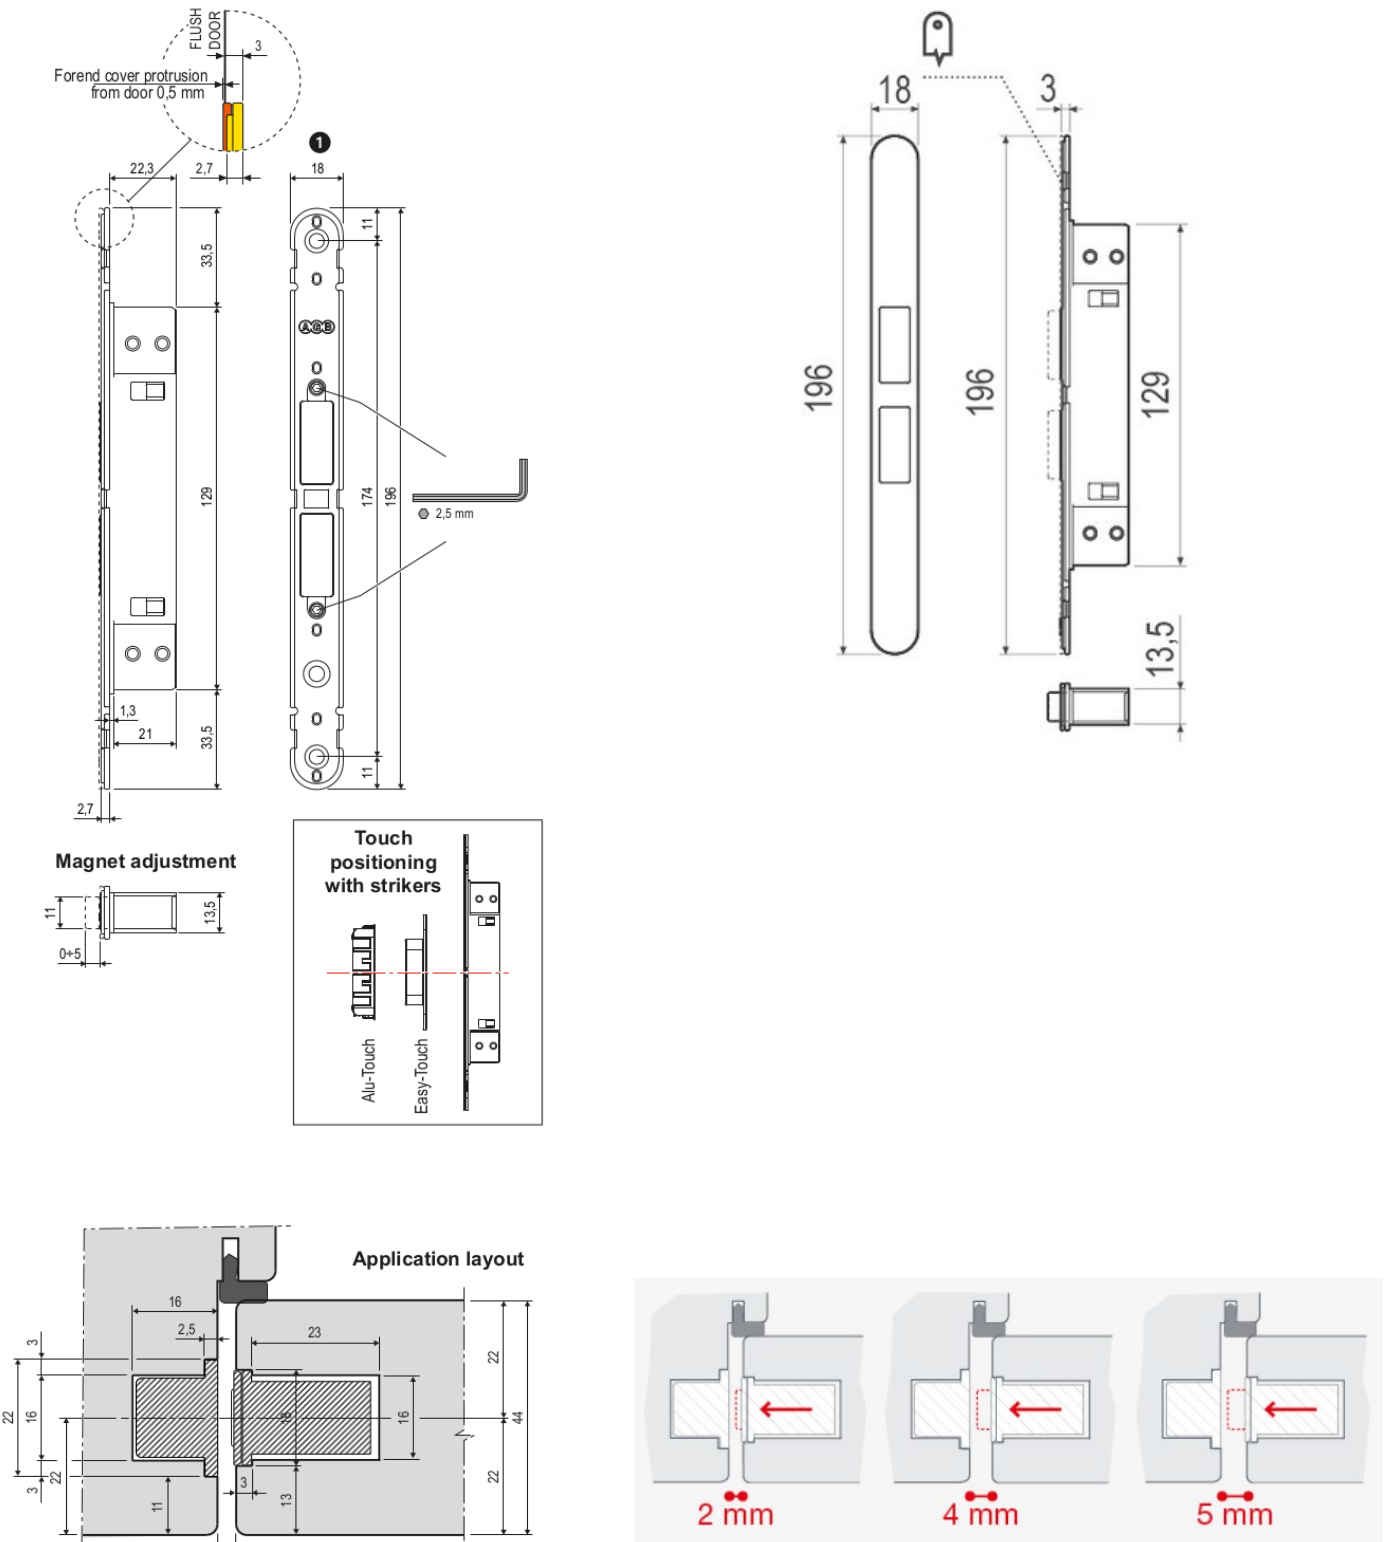 FLUSH
DOOR
3
Forend cover protrusion
from door 0,5 mm
1
22,3
2,7
18
11
33,5
AGB
129
174
196
2,5 mm
1,3
21
33,5
11
2,7
Magnet adjustment
11
13,5
0÷5
Touch
positioning
with strikers
Alu-Touch
Easy-Touch
18
3
196
196
129
13,5
Application layout
16
2,5
23
3
22
16
22
3
11
18
3
13
16
22
44
22
2 mm
4 mm
5 mm